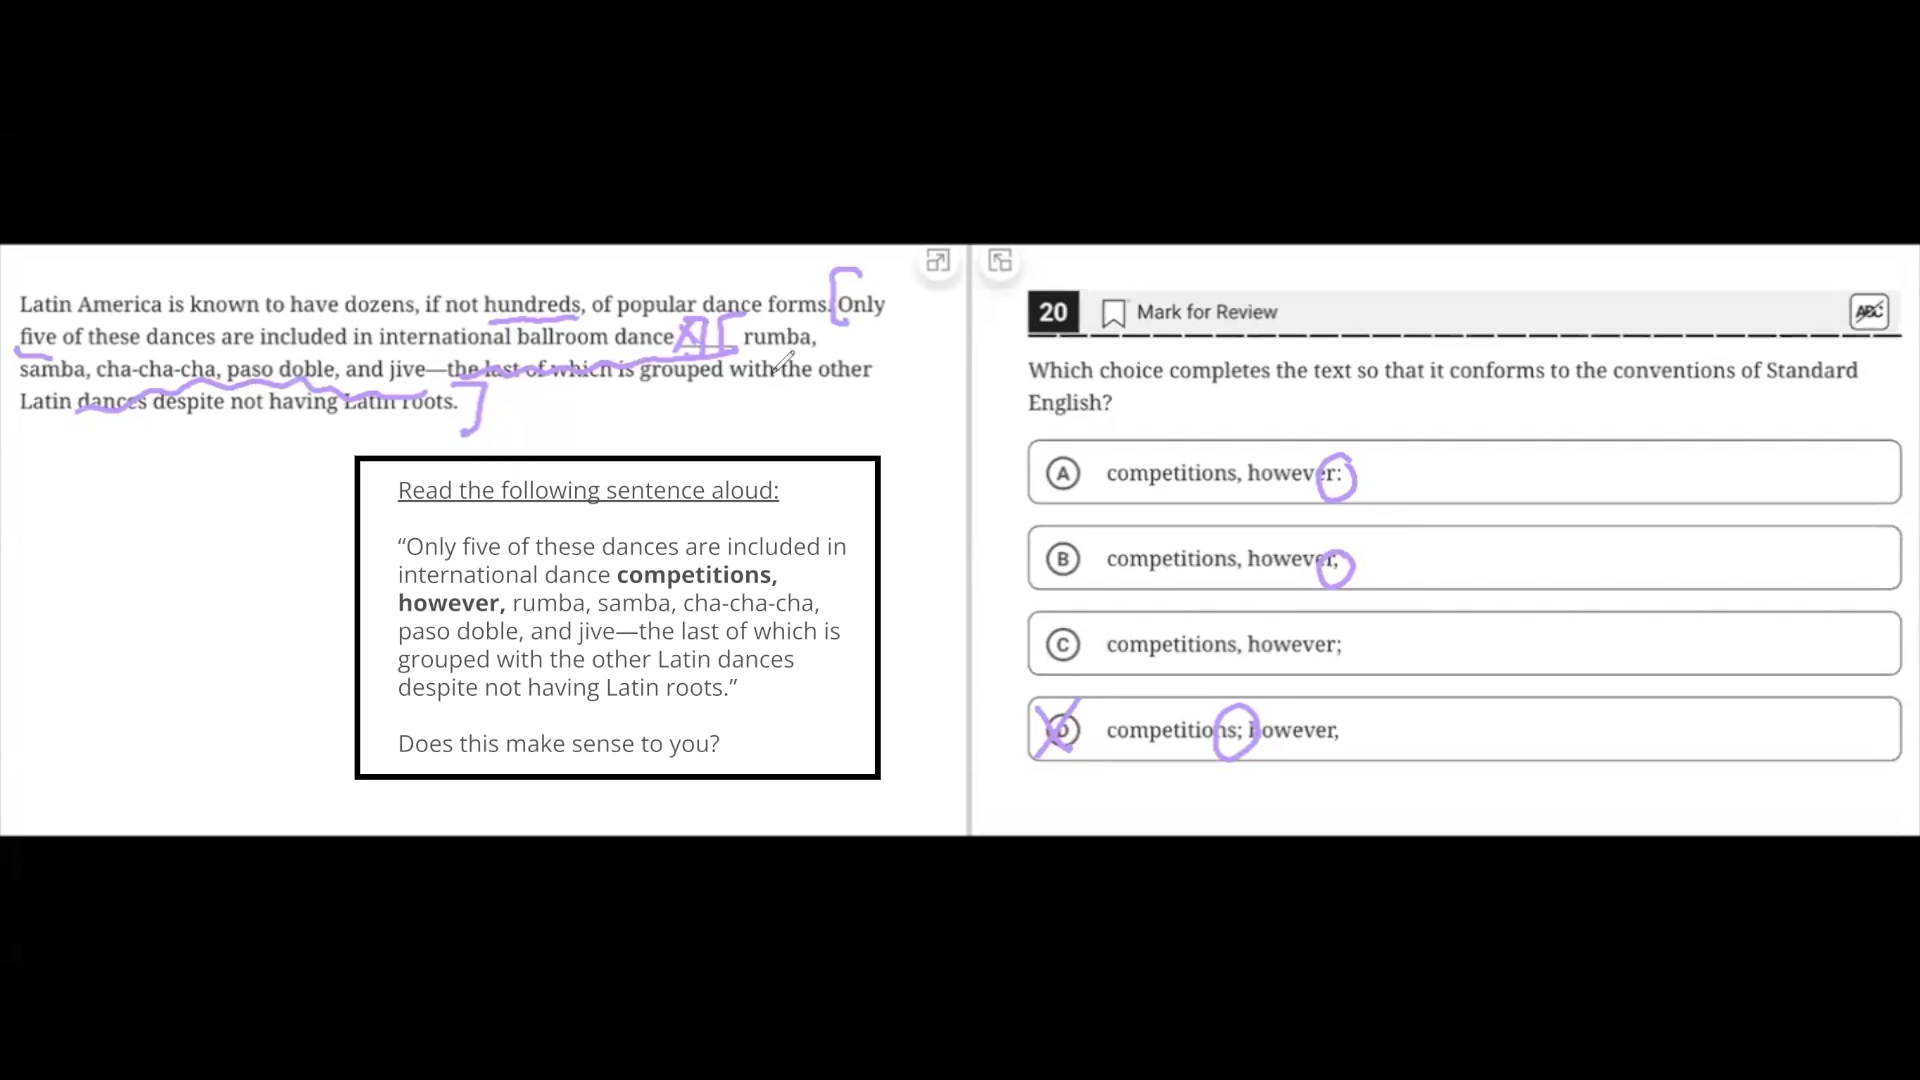 Latin America is known to have dozens, if not hundreds, of popular dance forms. Only
five of these dances are included in international ballroom dance rumba,
samba, cha-cha-cha, paso doble, and jive—the last of which is grouped with the other
Latin dances despite not having Latin roots.
Read the following sentence aloud:
“Only five of these dances are included in
international dance competitions,
however, rumba, samba, cha-cha-cha,
paso doble, and jive—the last of which is
grouped with the other Latin dances
despite not having Latin roots.”
Does this make sense to you?
20 Mark for Review ABC
Which choice completes the text so that it conforms to the conventions of Standard
English?
A competitions, however:
B competitions, however,
C competitions, however;
D competitions; however,